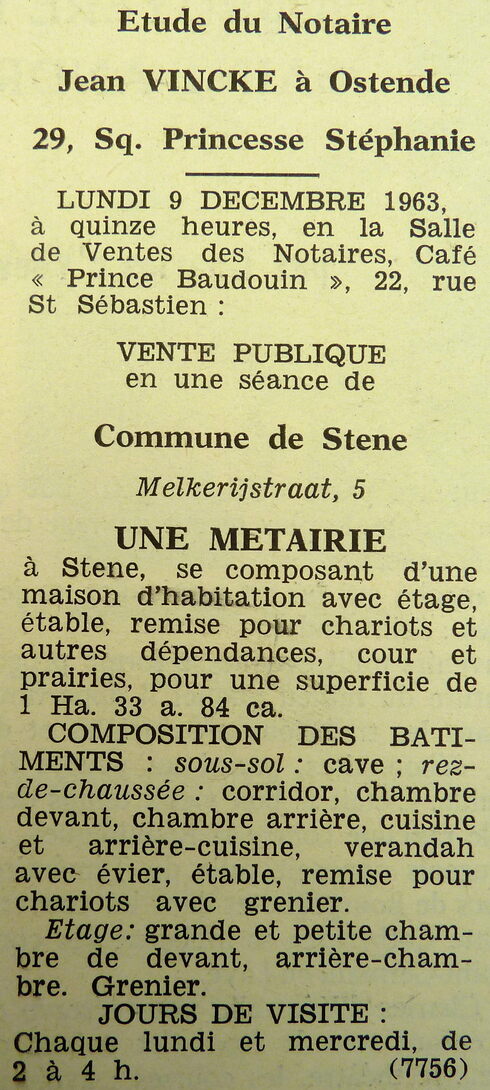 Etude du Notaire
Jean VINCKE à Ostende
29, Sq. Princesse Stéphanie
LUNDI 9 DECEMBRE 1963,
à quinze heures, en la Salle
de Ventes des Notaires, Café
« Prince Baudouin », 22, rue
St Sébastien :
VENTE PUBLIQUE
en une séance de
Commune de Stene
Melkerijstraat, 5
UNE METAIRIE
à Stene, se composant d'une
maison d'habitation avec étage,
étable, remise pour chariots et
autres dépendances, cour et
prairies, pour une superficie de
1 Ha. 33 a. 84 ca.
COMPOSITION DES BATI-
MENTS : sous-sol : cave ; rez-
de-chaussée : corridor, chambre
devant, chambre arrière, cuisine
et arrière-cuisine, verandah
avec évier, étable, remise pour
chariots avec grenier.
Etage: grande et petite cham-
bre de devant, arrière-cham-
bre. Grenier.
JOURS DE VISITE :
Chaque lundi et mercredi, de
2 à 4 h. (7756)